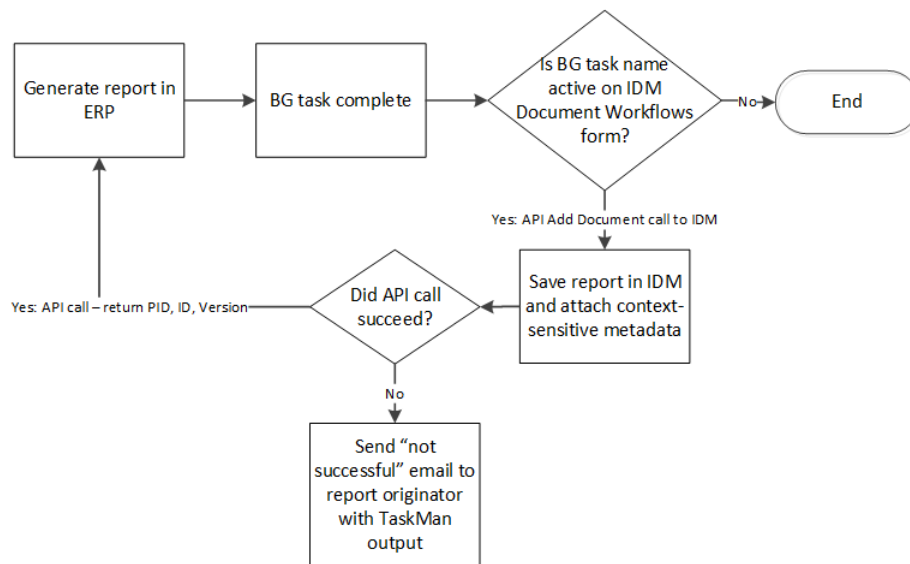 Generate report in
ERP
BG task complete
Is BG task name
active on IDM
Document Workflows
form?
No
End
Yes: API Add Document call to IDM
Save report in IDM
and attach context-
sensitive metadata
Did API call
succeed?
Yes: API call – return PID, ID, Version
No
Send “not
successful” email to
report originator
with TaskMan
output